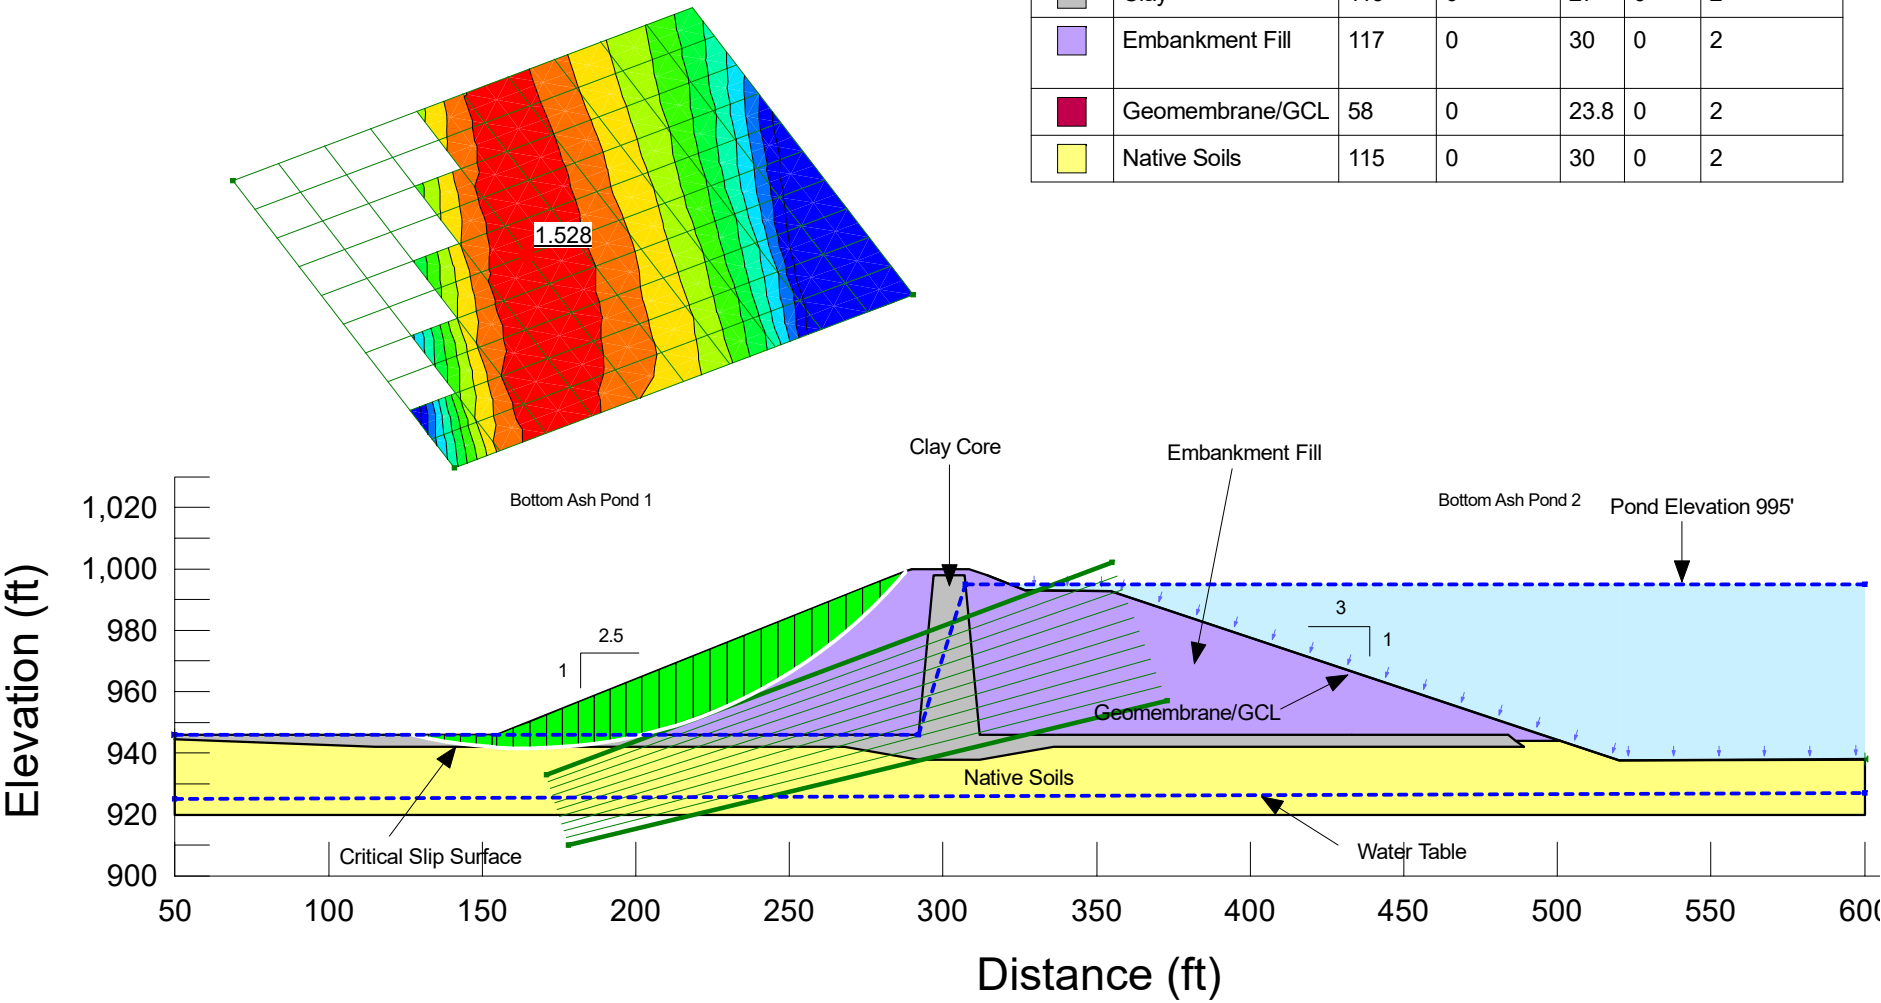 Embankment Fill 117 0 30 0 2
Geomembrane/GCL 58 0 23.8 0 2
Native Soils 115 0 30 0 2
1.528
Clay Core
Embankment Fill
Bottom Ash Pond 1
Bottom Ash Pond 2
Pond Elevation 995'
1,020
1,000
980
960
940
920
900
Elevation (ft)
2.5
1
3
1
Geomembrane/GCL
Native Soils
Critical Slip Surface
Water Table
50 100 150 200 250 300 350 400 450 500 550 600
Distance (ft)